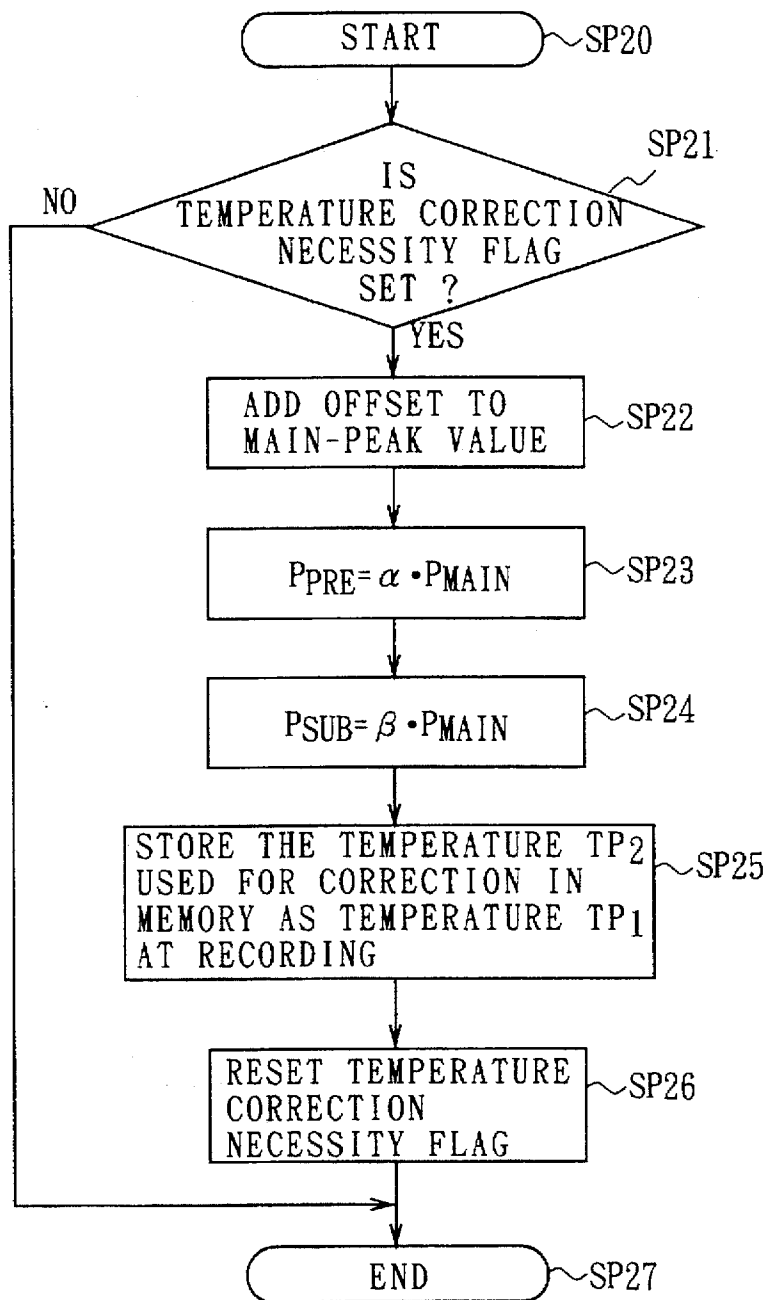 START
SP20
SP21
IS
NO
TEMPERATURE CORRECTION
NECESSITY FLAG
SET ?
YES
ADD OFFSET TO
MAIN-PEAK VALUE
SP22
PPRE=α•PMAIN
SP23
PSUB=β•PMAIN
SP24
STORE THE TEMPERATURE TP2
USED FOR CORRECTION IN
MEMORY AS TEMPERATURE TP1
AT RECORDING
SP25
RESET TEMPERATURE
CORRECTION
NECESSITY FLAG
SP26
END
SP27